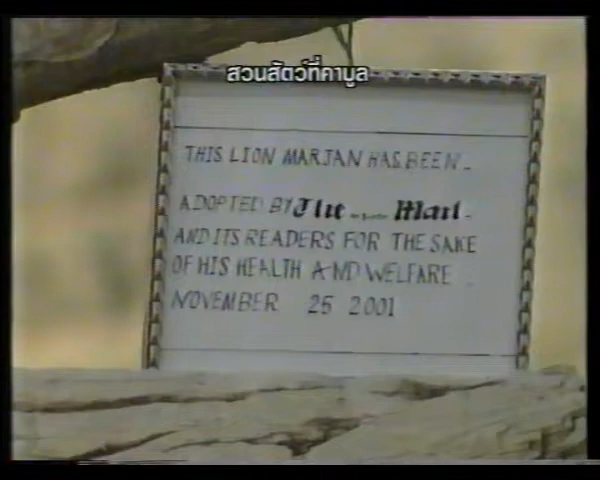 สวนสัตว์ที่คาบูล
THIS LION MARJAN HAS BEEN
ADOPTED BY The Mail
AND ITS READERS FOR THE SAKE
OF HIS HEALTH AND WELFARE
NOVEMBER 25 2001